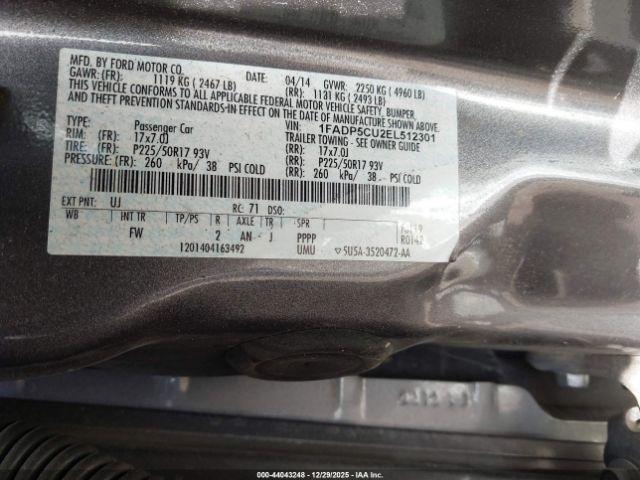 MFD. BY FORD MOTOR CO.
DATE: 04/14 GVWR: 2250 KG ( 4960 LB)
GAWR:(FR): 1119 KG ( 2467 LB) (RR): 1131 KG ( 2493 LB)
THIS VEHICLE CONFORMS TO ALL APPLICABLE FEDERAL MOTOR VEHICLE SAFETY, BUMPER,
AND THEFT PREVENTION STANDARDS IN EFFECT ON THE DATE OF MANUFACTURE SHOWN ABOVE.
VIN: 1FADP5CU2EL512301
TYPE: Passenger Car TRAILER TOWING - SEE OWNER GUIDE
RIM: (FR): 17x7.0J (RR): 17x7.0J
TIRE: (FR): P225/50R17 93V (RR): P225/50R17 93V
PRESSURE: (FR): 260 kPa/ 38 PSI COLD (RR): 260 kPa/ 38 PSI COLD
EXT PNT: UJ RC: 71 DSO:
WB INT TR TP/PS R AXLE TR SPR
FW 2 AN J PPPP
1201404163492 UMU 5U5A-3520472-AA
000-44043248 - 12/29/2025 - IAA, Inc.